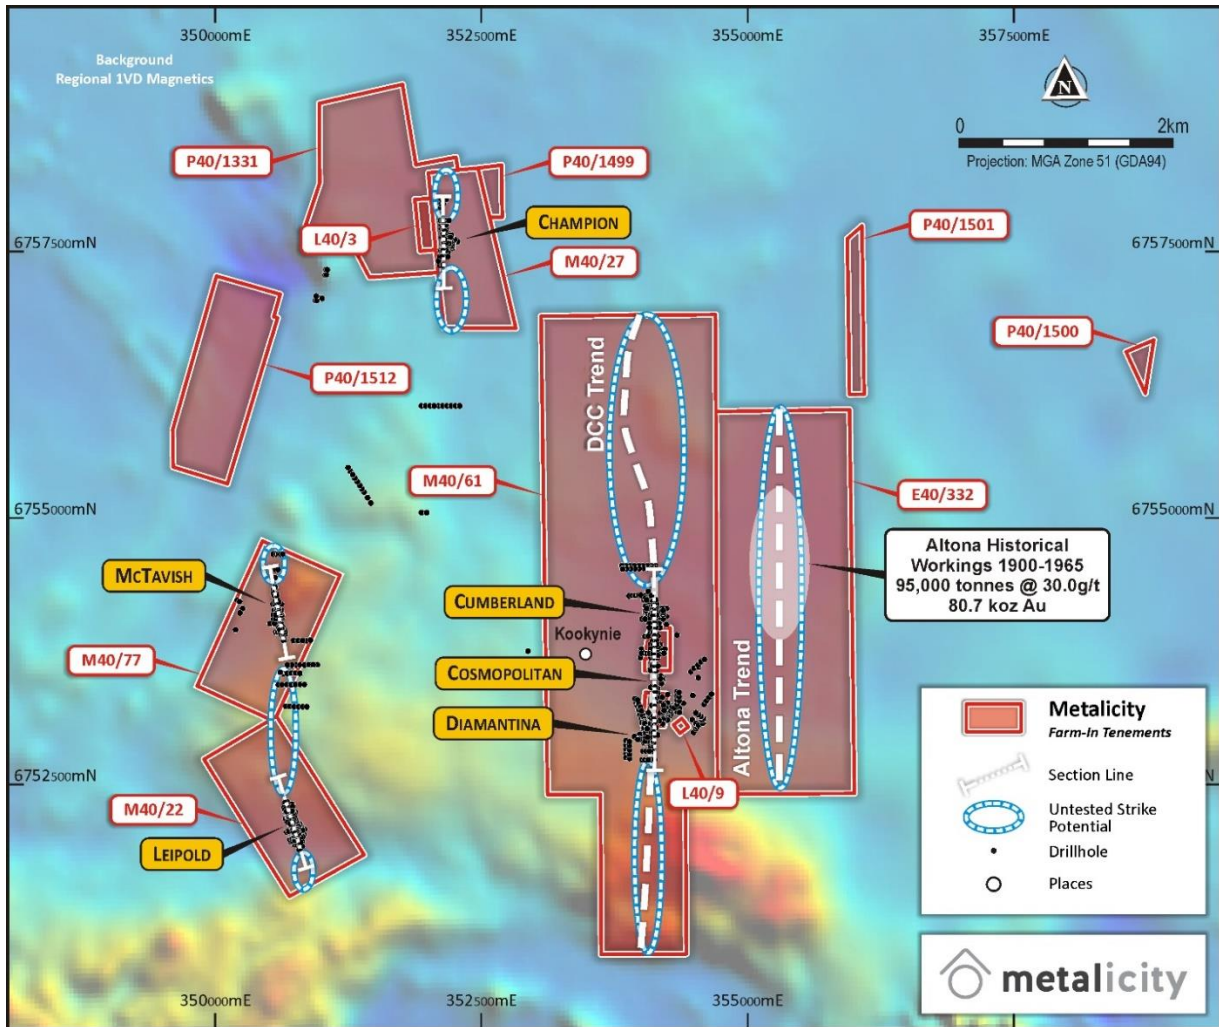 350000mE
352500mE
355000mE
357500mE
Background
Regional 1VD Magnetics
N
0
2km
Projection: MGA Zone 51 (GDA94)
P40/1331
P40/1499
L40/3
CHAMPION
P40/1501
6757500mN
6757500mN
M40/27
P40/1500
P40/1512
DCC Trend
M40/61
E40/332
6755000mN
6755000mN
Altona Historical
Workings 1900-1965
95,000 tonnes @ 30.0g/t
80.7 koz Au
MCTAVISH
CUMBERLAND
Kookynie
M40/77
COSMOPOLITAN
DIAMANTINA
Altona Trend
Metalicity
Farm-In Tenements
Section Line
6752500mN
L40/9
M40/22
Untested Strike
Potential
LEIPOLD
Drillhole
Places
metalicity
350000mE
352500mE
355000mE